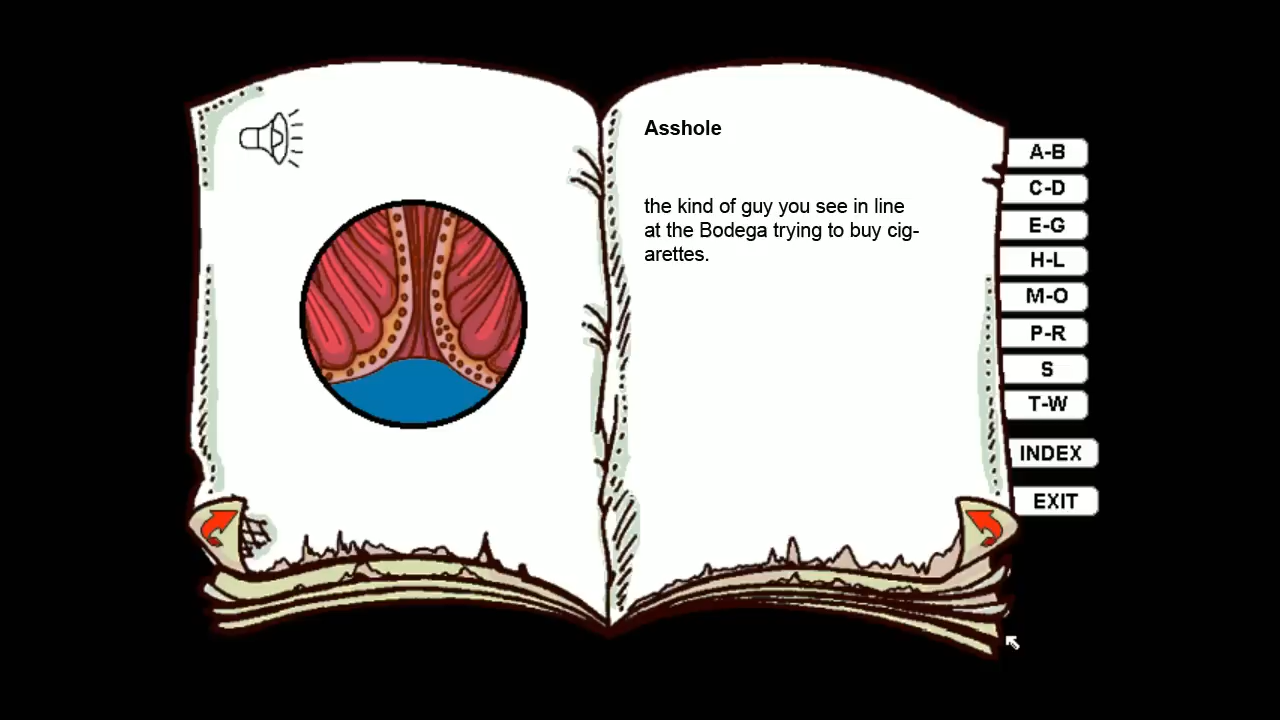 Asshole
the kind of guy you see in line
at the Bodega trying to buy cig-
arettes.
A-B
C-D
E-G
H-L
M-O
P-R
S
T-W
INDEX
EXIT